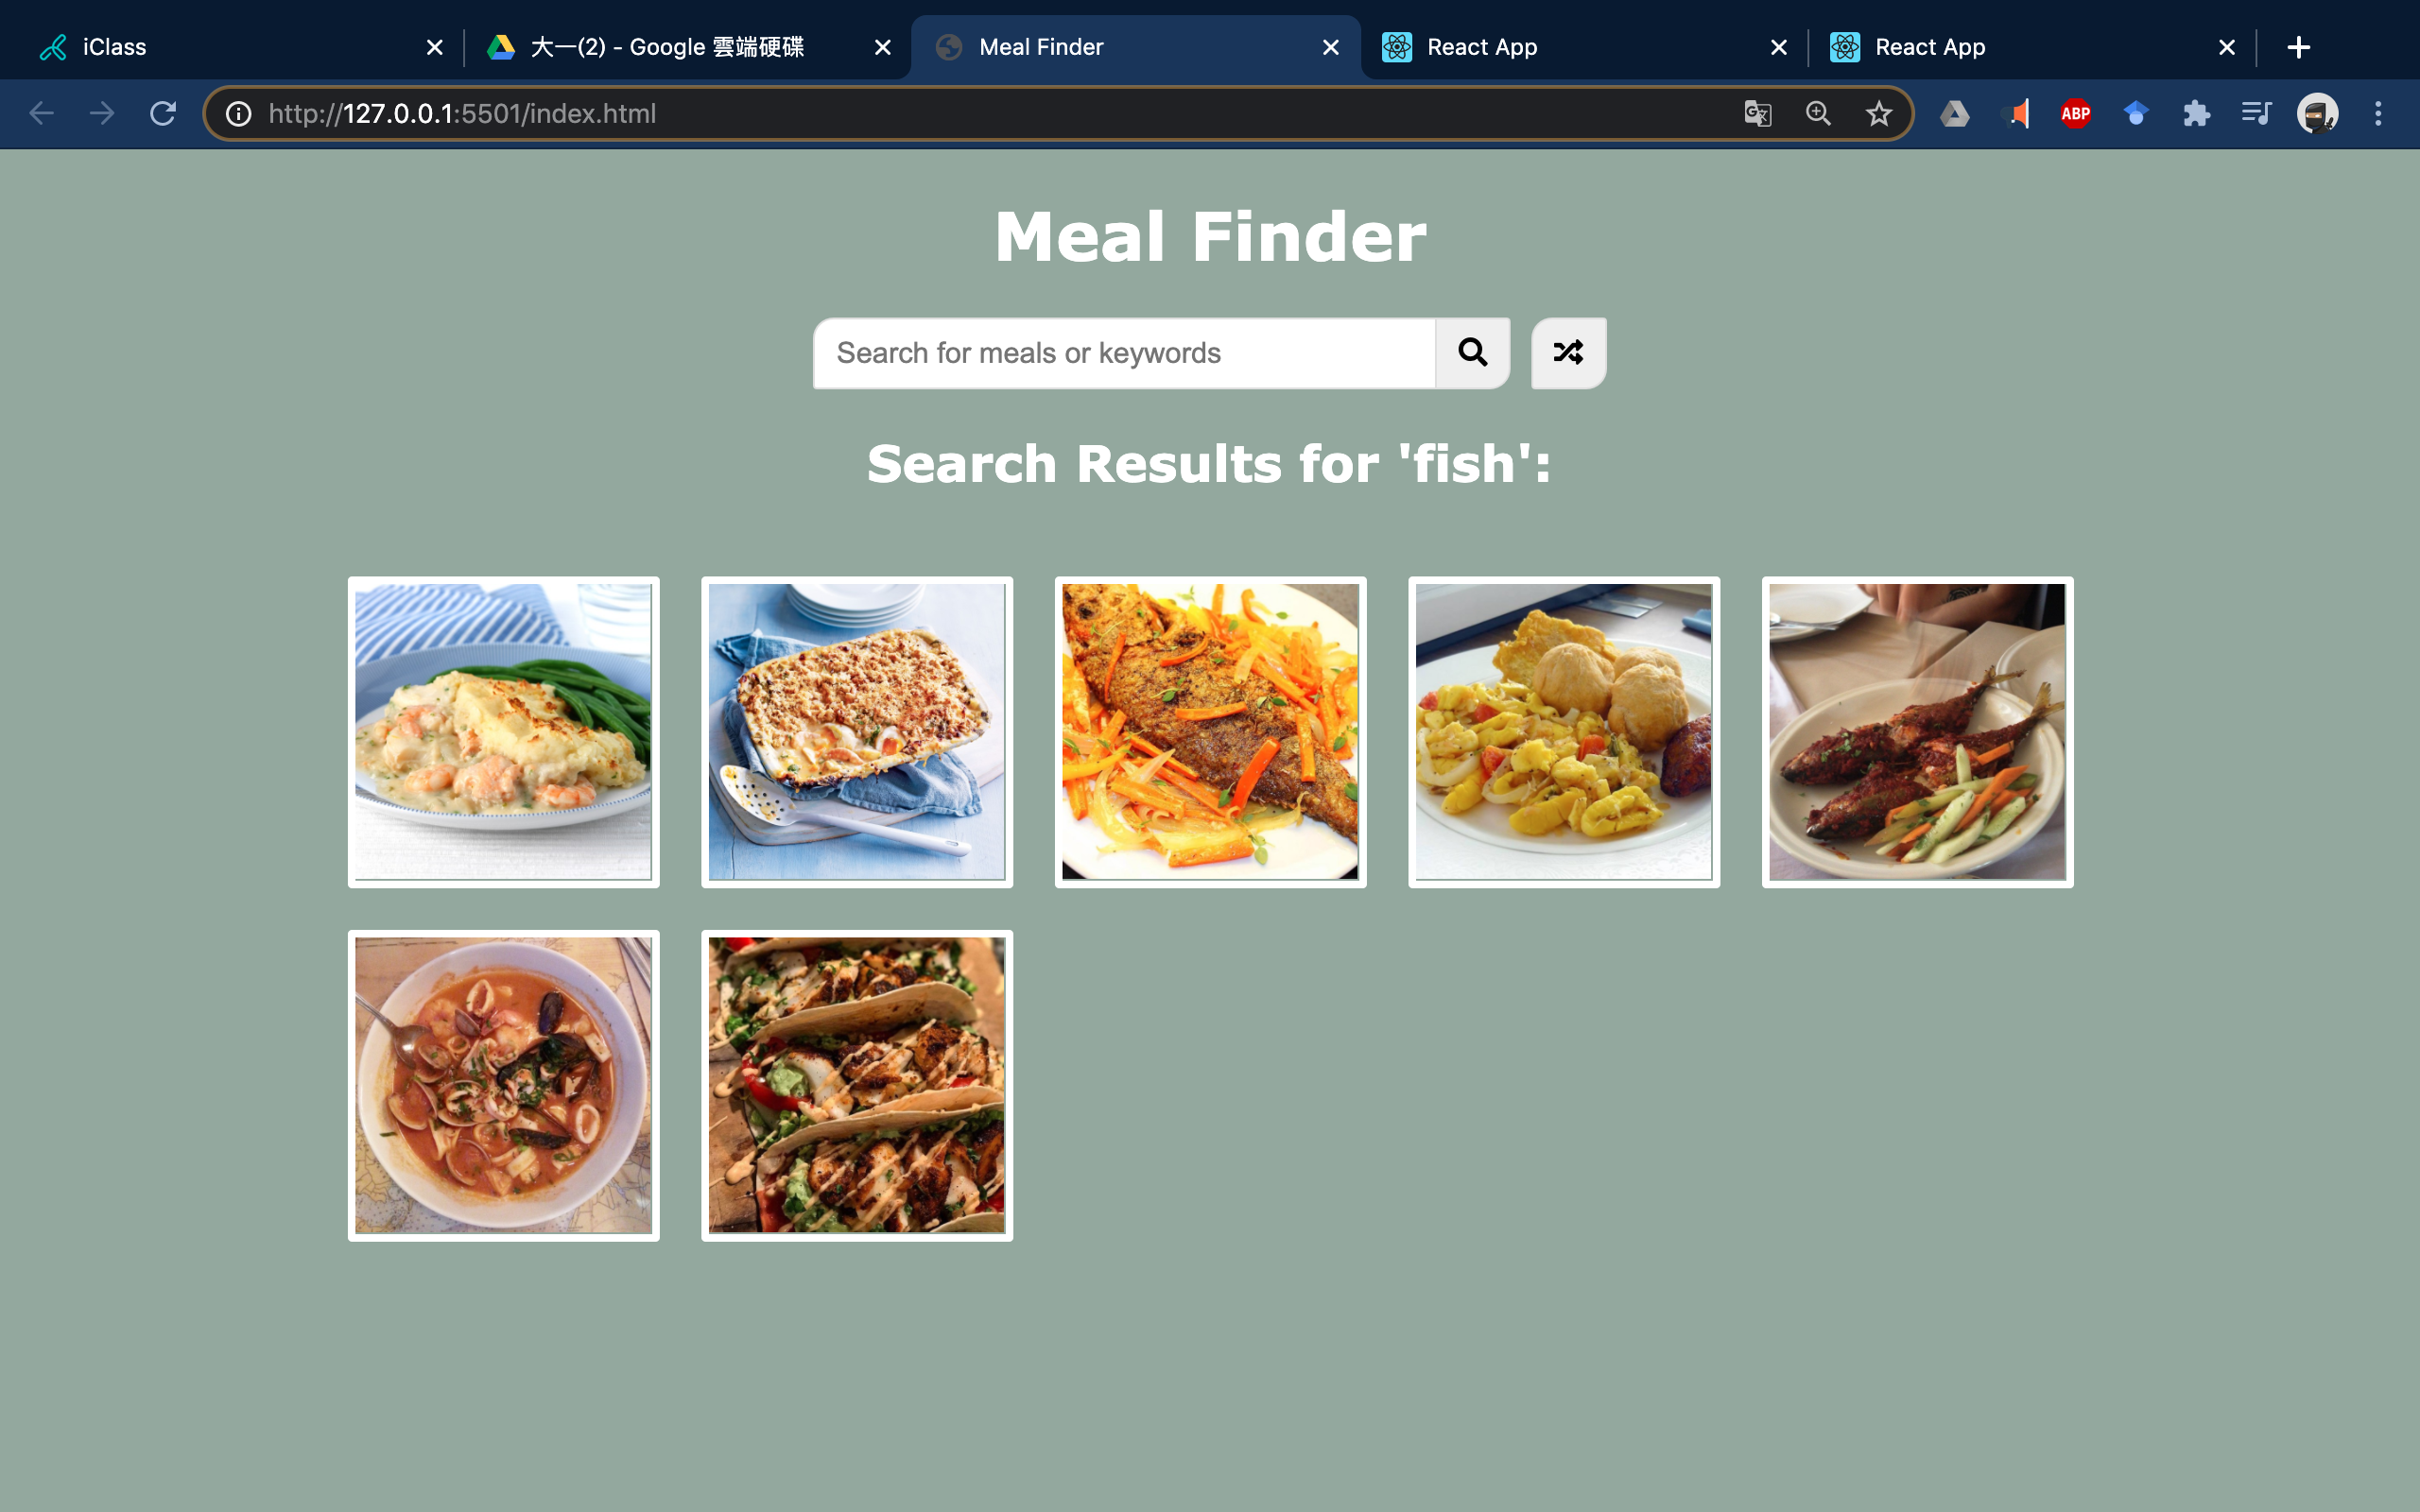 iClass
大一(2) - Google 雲端硬碟
Meal Finder
React App
React App
http://127.0.0.1:5501/index.html
ABP
Meal Finder
Search for meals or keywords
Search Results for 'fish':